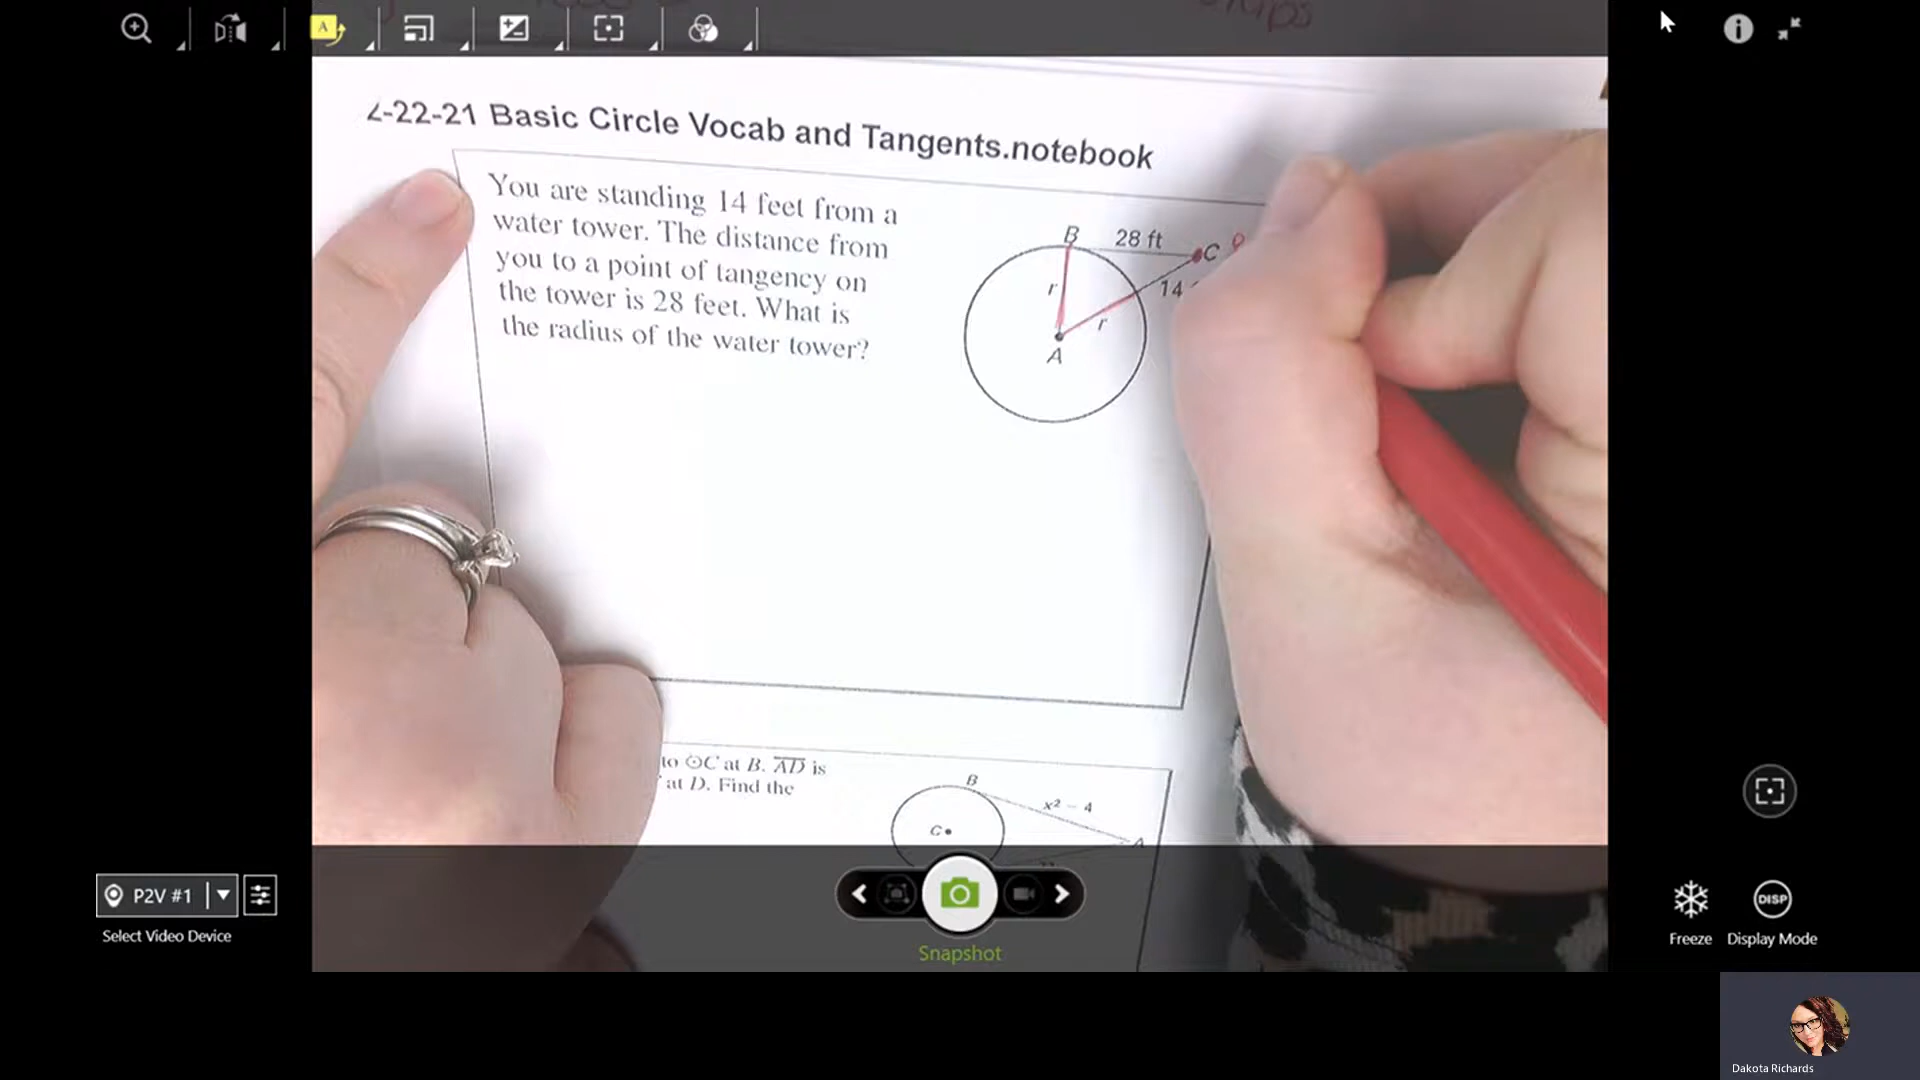 A
2-22-21 Basic Circle Vocab and Tangents.notebook
You are standing 14 feet from a
water tower. The distance from
you to a point of tangency on
the tower is 28 feet. What is
the radius of the water tower?
B
28 ft
C
r
14
r
A
to ⊙C at B. AD is
at D. Find the
B
x² - 4
C
A
P2V #1
Select Video Device
Snapshot
Freeze
DISP
Display Mode
Dakota Richards